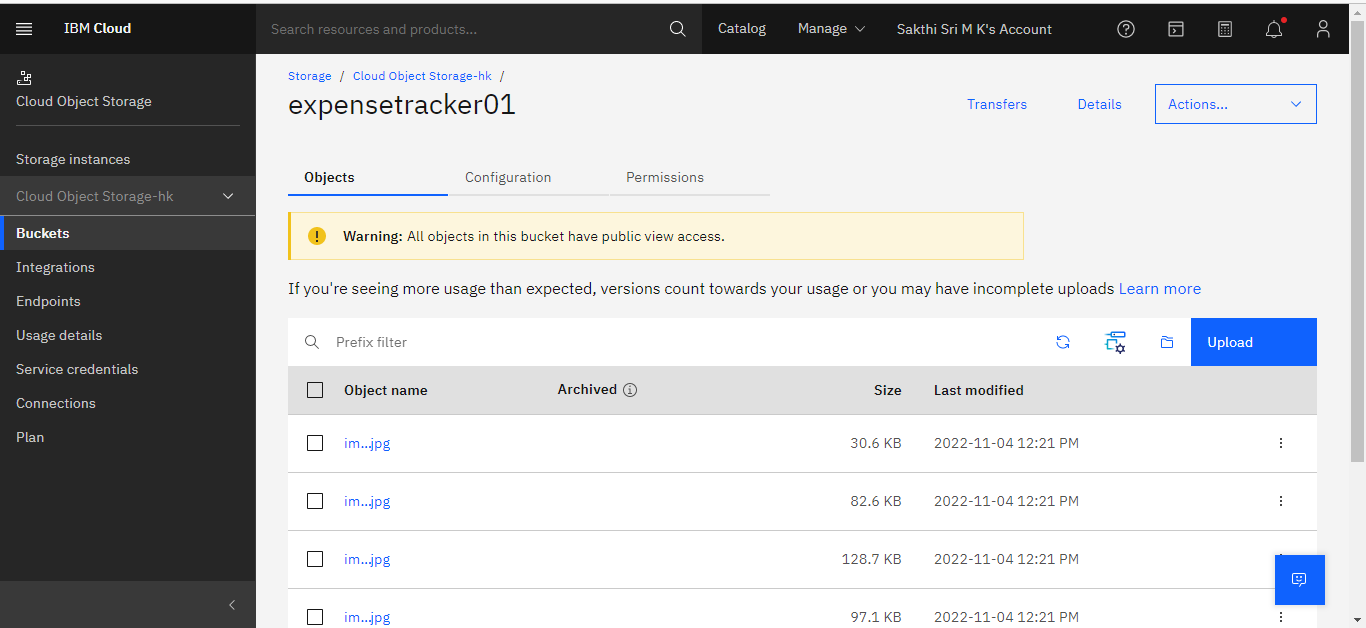 IBM Cloud
Search resources and products...
Catalog
Manage
Sakthi Sri M K's Account
Cloud Object Storage
Storage instances
Cloud Object Storage-hk
Buckets
Integrations
Endpoints
Usage details
Service credentials
Connections
Plan
Storage / Cloud Object Storage-hk /
expensetracker01
Transfers
Details
Actions...
Objects
Configuration
Permissions
Warning: All objects in this bucket have public view access.
If you're seeing more usage than expected, versions count towards your usage or you may have incomplete uploads Learn more
Prefix filter
Upload
Object name Archived Size Last modified
im...jpg 30.6 KB 2022-11-04 12:21 PM
im...jpg 82.6 KB 2022-11-04 12:21 PM
im...jpg 128.7 KB 2022-11-04 12:21 PM
im...jpg 97.1 KB 2022-11-04 12:21 PM